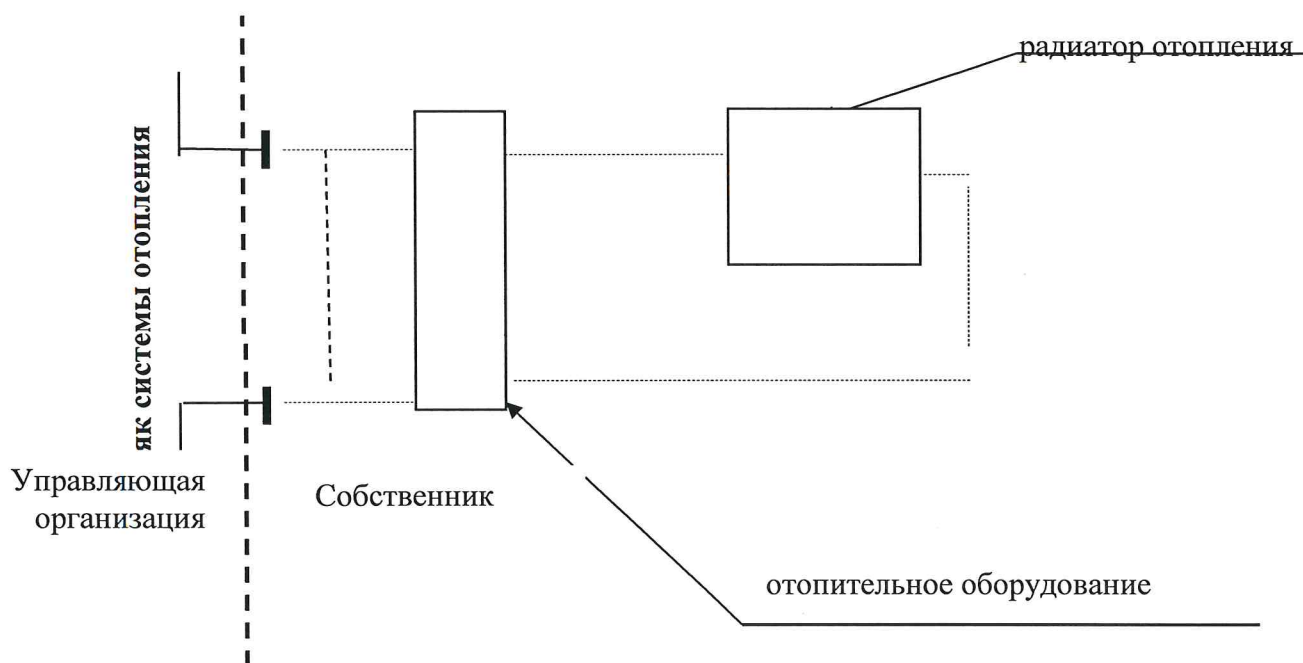 радиатор отопления
як системы отопления
Управляющая
организация
Собственник
отопительное оборудование